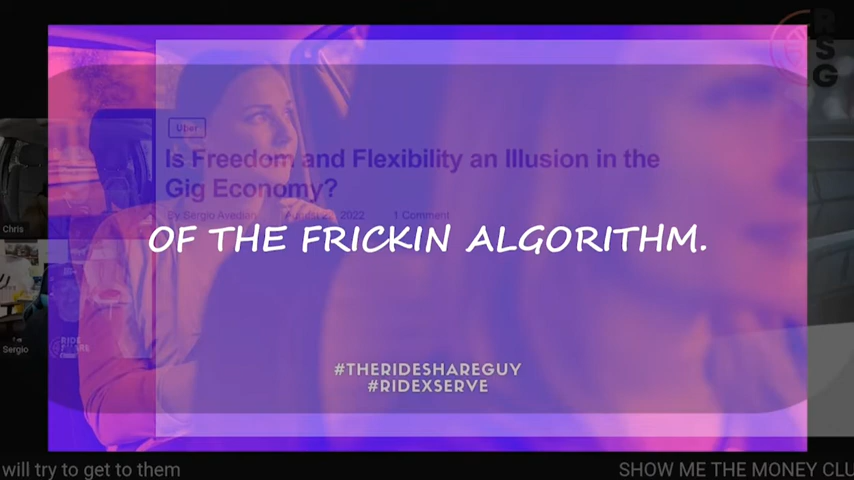 RSG
Uber
Is Freedom and Flexibility an Illusion in the
Gig Economy?
By Sergio Avedian
2022
1 Comment
Chris
OF THE FRICKIN ALGORITHM.
Sergio
#THERIDESHAREGUY
#RIDEXSERVE
will try to get to them
SHOW ME THE MONEY CLU